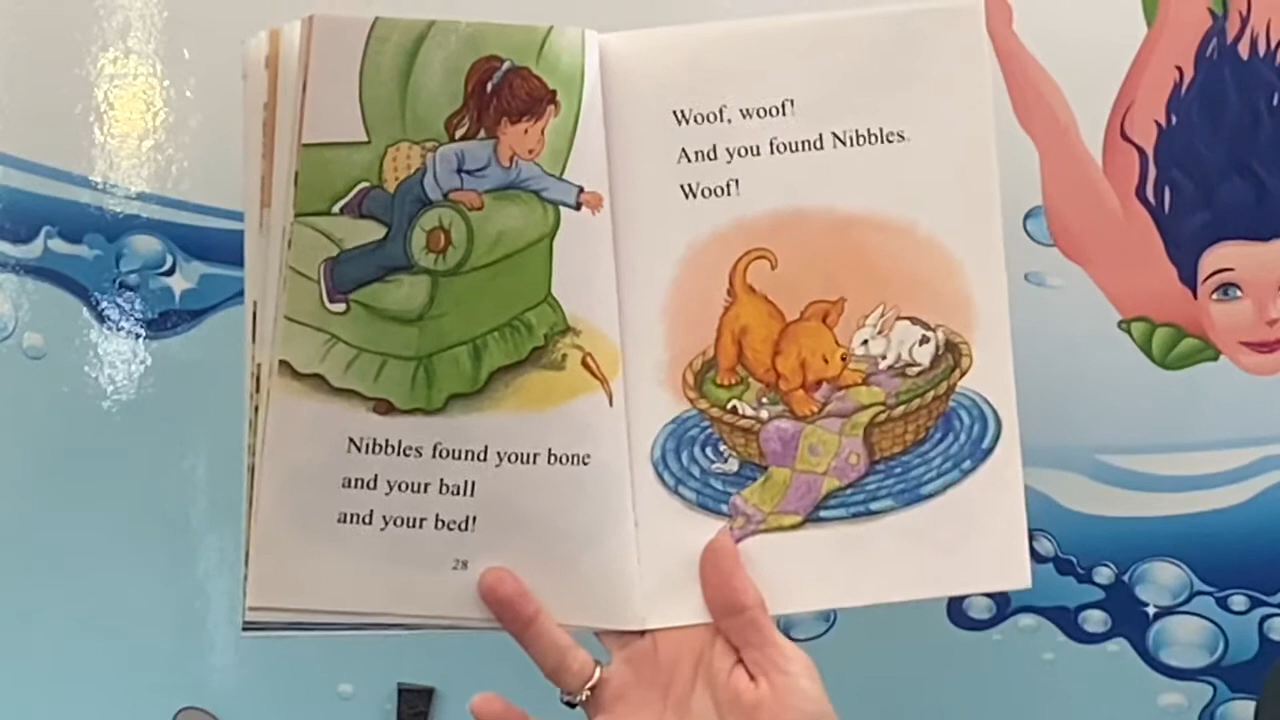 Nibbles found your bone
and your ball
and your bed!
28
Woof, woof!
And you found Nibbles.
Woof!